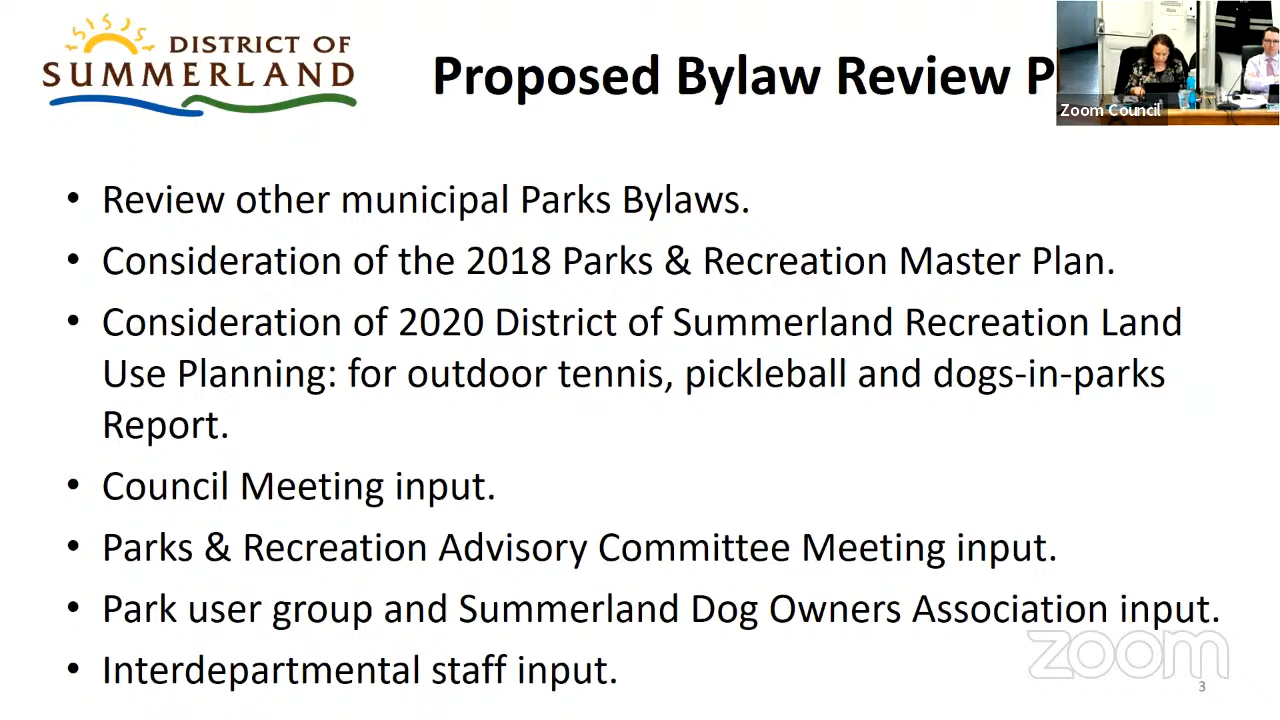 DISTRICT OF
SUMMERLAND
Proposed Bylaw Review P
Zoom Council
• Review other municipal Parks Bylaws.
• Consideration of the 2018 Parks & Recreation Master Plan.
• Consideration of 2020 District of Summerland Recreation Land
Use Planning: for outdoor tennis, pickleball and dogs-in-parks
Report.
• Council Meeting input.
• Parks & Recreation Advisory Committee Meeting input.
• Park user group and Summerland Dog Owners Association input.
• Interdepartmental staff input.
zoom
3